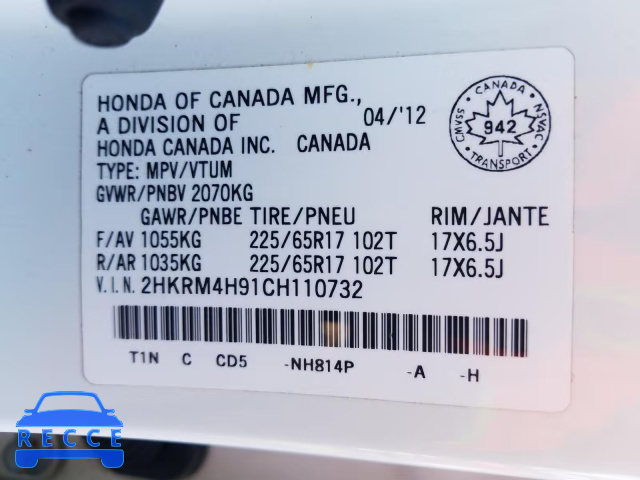 HONDA OF CANADA MFG.,
A DIVISION OF 04/'12
HONDA CANADA INC. CANADA
TYPE: MPV/VTUM
GVWR/PNBV 2070KG
GAWR/PNBE TIRE/PNEU RIM/JANTE
F/AV 1055KG 225/65R17 102T 17X6.5J
R/AR 1035KG 225/65R17 102T 17X6.5J
V.I.N. 2HKRM4H91CH110732
T1N C CD5 -NH814P -A -H
CANADA
CMVSS
942
NSVAC
TRANSPORT
RECCE